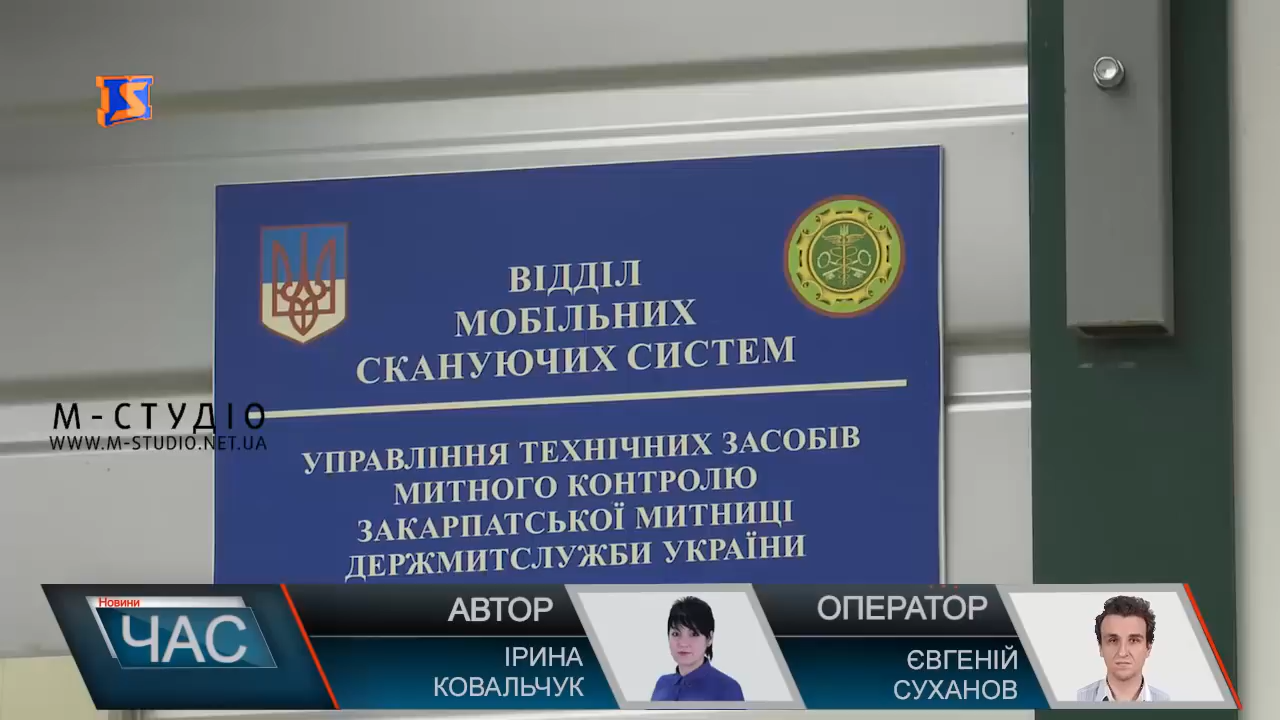 ВІДДІЛ
МОБІЛЬНИХ
СКАНУЮЧИХ СИСТЕМ
М-СТУДІО
WWW.M-STUDIO.NET.UA
УПРАВЛІННЯ ТЕХНІЧНИХ ЗАСОБІВ
МИТНОГО КОНТРОЛЮ
ЗАКАРПАТСЬКОЇ МИТНИЦІ
ДЕРЖМИТСЛУЖБИ УКРАЇНИ
Новини
ЧАС
АВТОР
ІРИНА
КОВАЛЬЧУК
ОПЕРАТОР
ЄВГЕНІЙ
СУХАНОВ